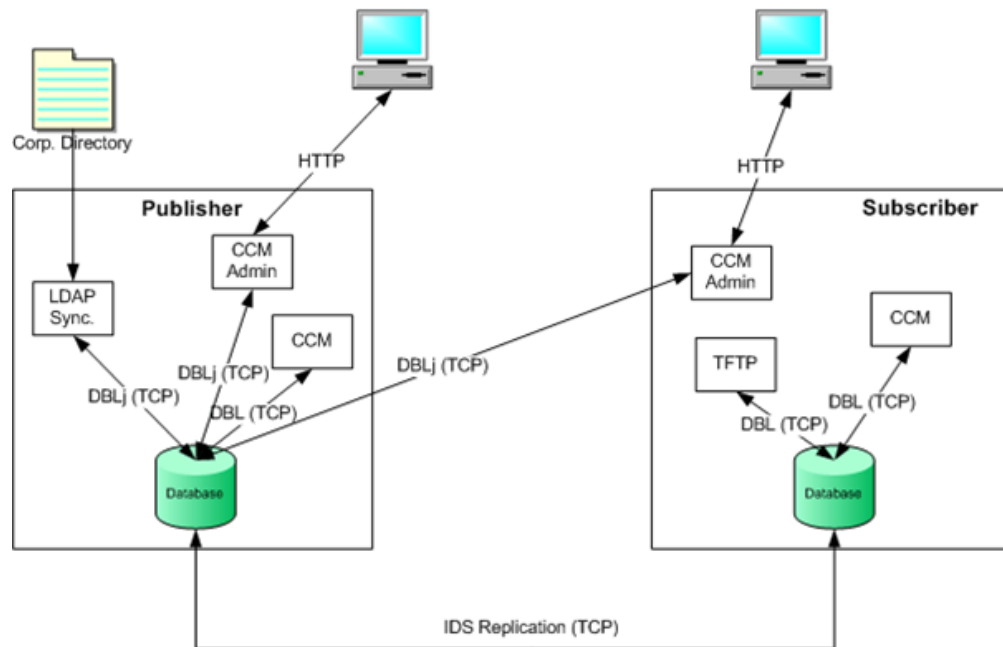 Corp. Directory
HTTP
HTTP
Publisher
Subscriber
CCM
Admin
CCM
Admin
LDAP
Sync.
CCM
CCM
TFTP
DBLj (TCP)
DBLj (TCP)
DBLj (TCP)
DBL (TCP)
DBL (TCP)
DBL (TCP)
Database
Database
IDS Replication (TCP)